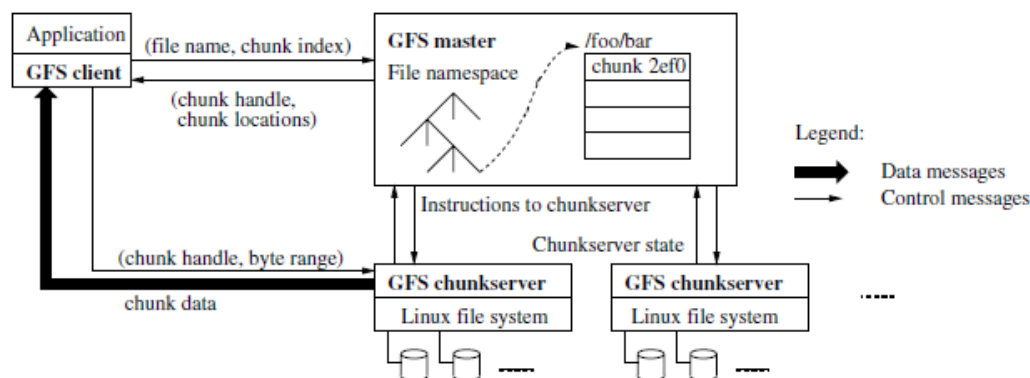 Application
GFS client
(file name, chunk index)
(chunk handle,
chunk locations)
GFS master
File namespace
/foo/bar
chunk 2ef0
Legend:
Data messages
Control messages
Instructions to chunkserver
Chunkserver state
(chunk handle, byte range)
chunk data
GFS chunkserver
Linux file system
GFS chunkserver
Linux file system